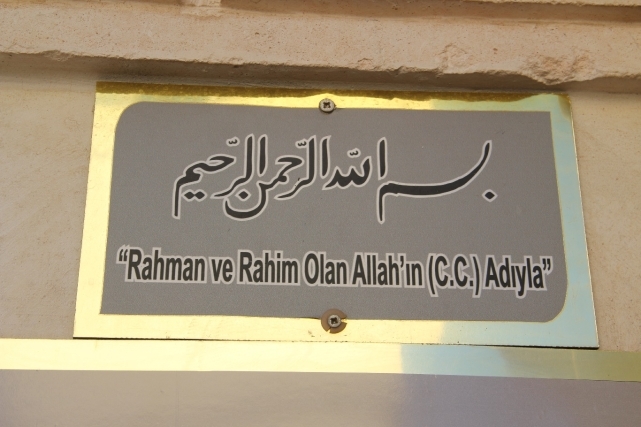 بسم الله الرحمن الرحيم
“Rahman ve Rahim Olan Allah’ın (C.C.) Adıyla”